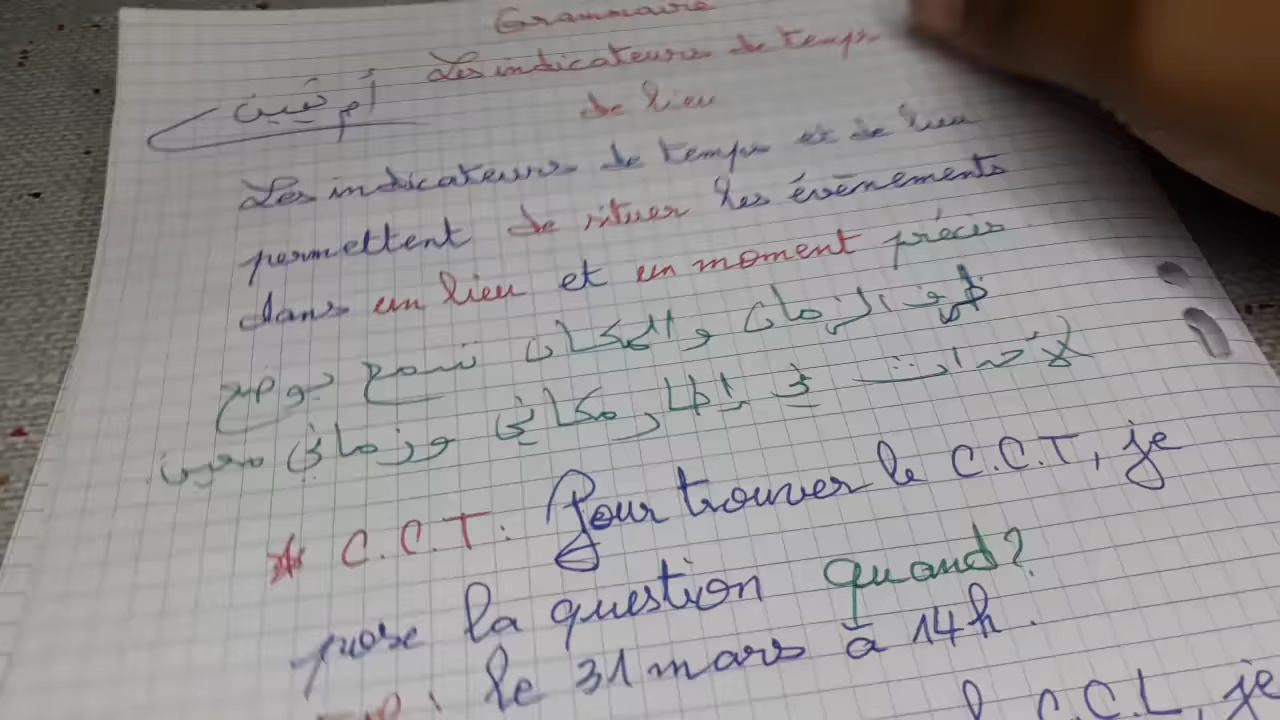 Grammaire
Les indicateurs de temps
de lieu
أم
Les indicateurs de temps et de lieu
permettent de situer les évènements
dans un lieu et un moment précis
ظرف الزمان والمكان تسمح بوضع
الأحداث في إطار مكاني وزماني معين
* C.C.T: Pour trouver le C.C.T, je
pose la question quand?
le 31 mars à 14h.
C.C.L, je